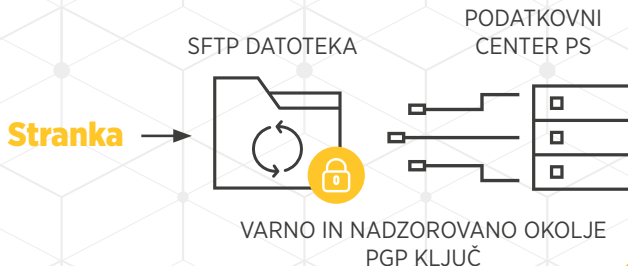 SFTP DATOTEKA
PODATKOVNI
CENTER PS
Stranka
VARNO IN NADZOROVANO OKOLJE
PGP KLJUČ